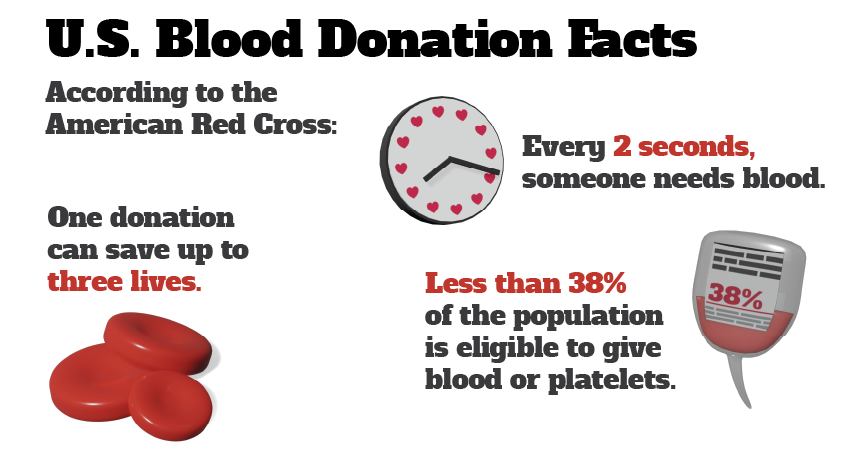 U.S. Blood Donation Facts
According to the
American Red Cross:
Every 2 seconds,
someone needs blood.
One donation
can save up to
three lives.
Less than 38%
of the population
is eligible to give
blood or platelets.
38%